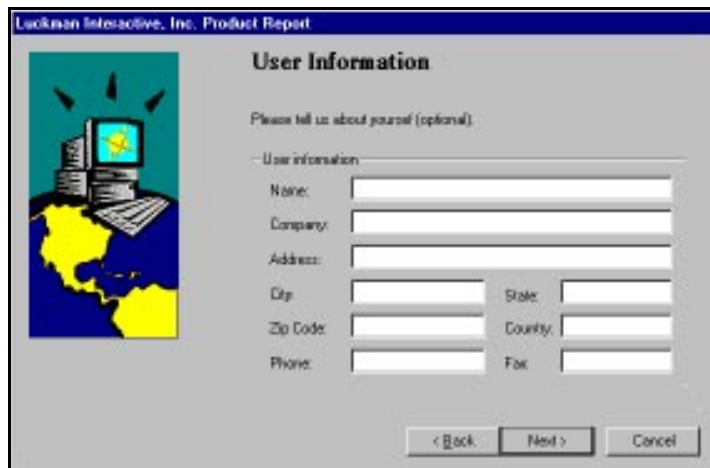 Luckman Interactive, Inc. Product Report
User Information
Please tell us about yourself (optional).
User information
Name:
Company:
Address:
City: State:
Zip Code: Country:
Phone: Fax:
< Back Next > Cancel